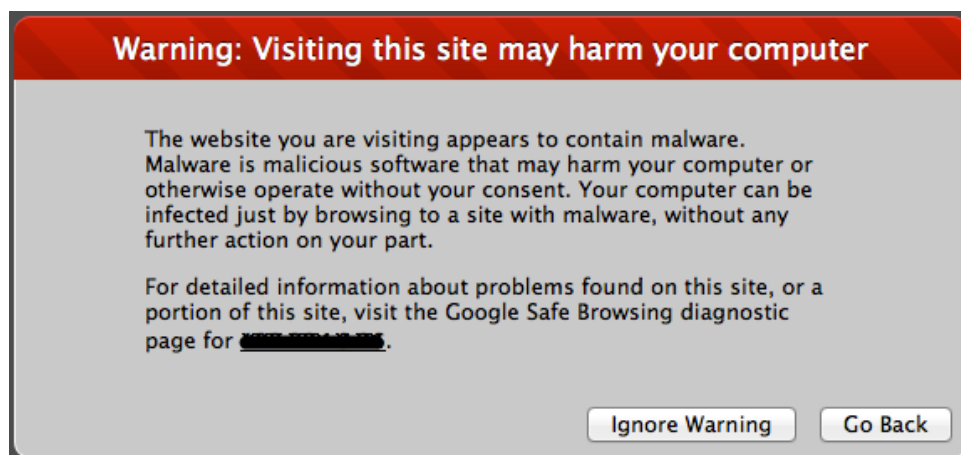 Warning: Visiting this site may harm your computer
The website you are visiting appears to contain malware.
Malware is malicious software that may harm your computer or
otherwise operate without your consent. Your computer can be
infected just by browsing to a site with malware, without any
further action on your part.
For detailed information about problems found on this site, or a
portion of this site, visit the Google Safe Browsing diagnostic
page for .
Ignore Warning
Go Back